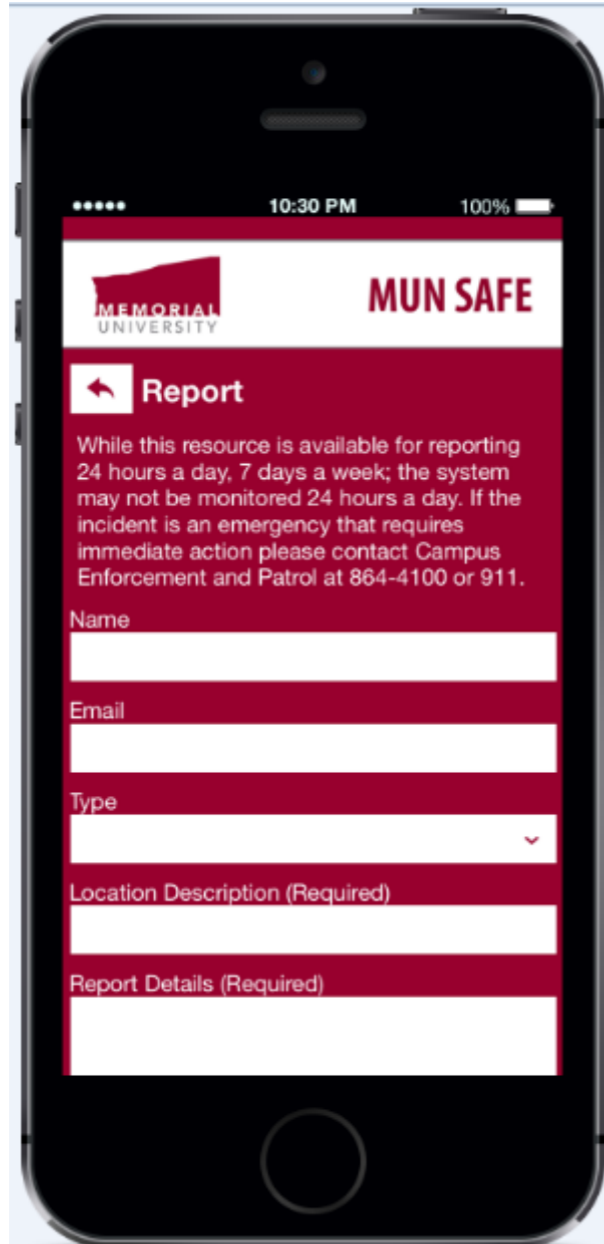 10:30 PM
100%
MEMORIAL
UNIVERSITY
MUN SAFE
Report
While this resource is available for reporting
24 hours a day, 7 days a week; the system
may not be monitored 24 hours a day. If the
incident is an emergency that requires
immediate action please contact Campus
Enforcement and Patrol at 864-4100 or 911.
Name
Email
Type
Location Description (Required)
Report Details (Required)